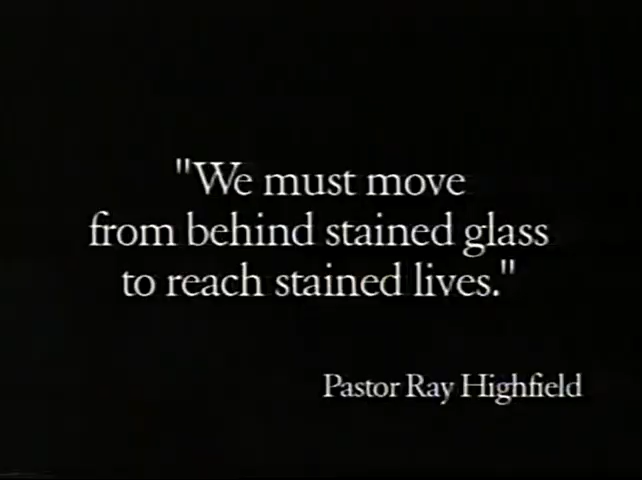 "We must move
from behind stained glass
to reach stained lives."
Pastor Ray Highfield